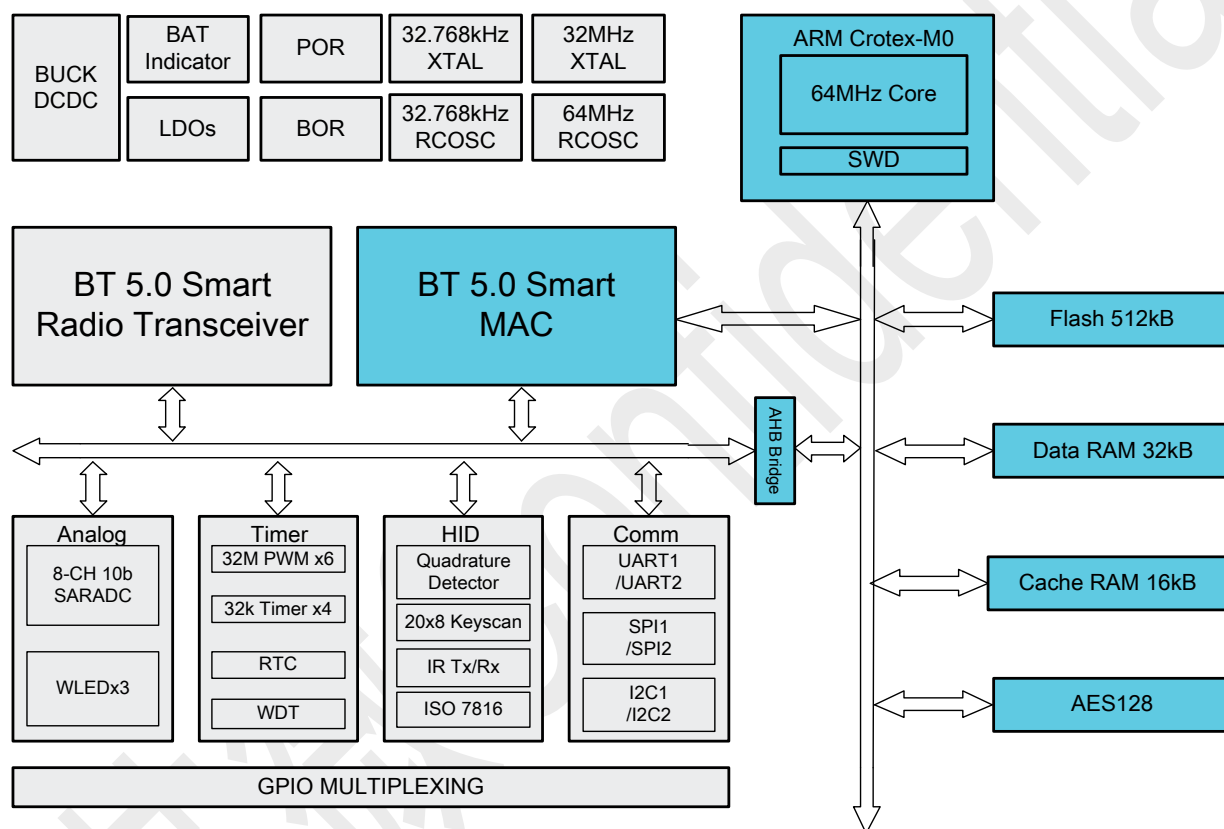 BUCK
DCDC
BAT
Indicator
POR
32.768kHz
XTAL
32MHz
XTAL
LDOs
BOR
32.768kHz
RCOSC
64MHz
RCOSC
ARM Crotex-M0
64MHz Core
SWD
BT 5.0 Smart
Radio Transceiver
BT 5.0 Smart
MAC
Flash 512kB
AHB Bridge
Data RAM 32kB
Cache RAM 16kB
AES128
Analog
8-CH 10b
SARADC
WLEDx3
Timer
32M PWM x6
32k Timer x4
RTC
WDT
HID
Quadrature
Detector
20x8 Keyscan
IR Tx/Rx
ISO 7816
Comm
UART1
/UART2
SPI1
/SPI2
I2C1
/I2C2
GPIO MULTIPLEXING